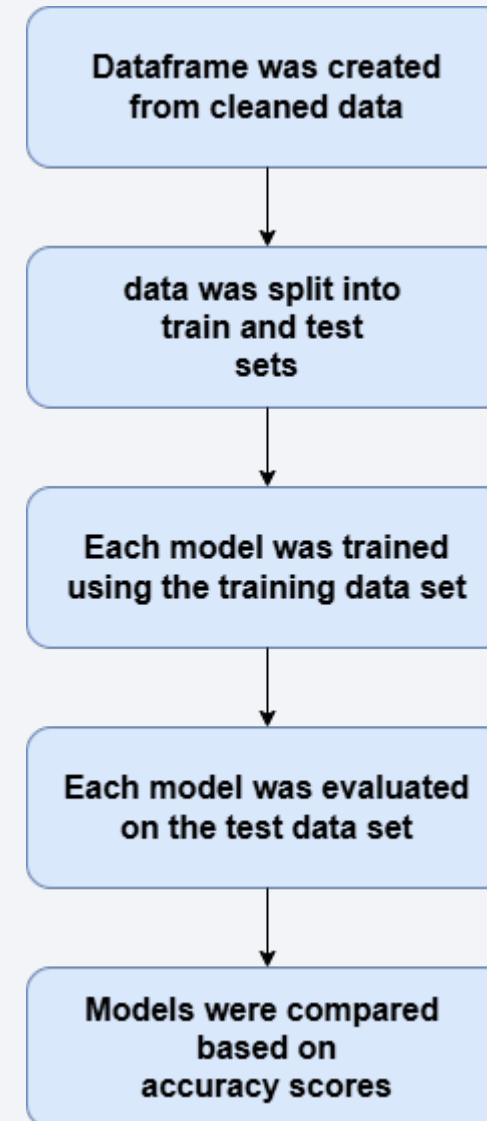 Dataframe was created
from cleaned data
data was split into
train and test
sets
Each model was trained
using the training data set
Each model was evaluated
on the test data set
Models were compared
based on
accuracy scores